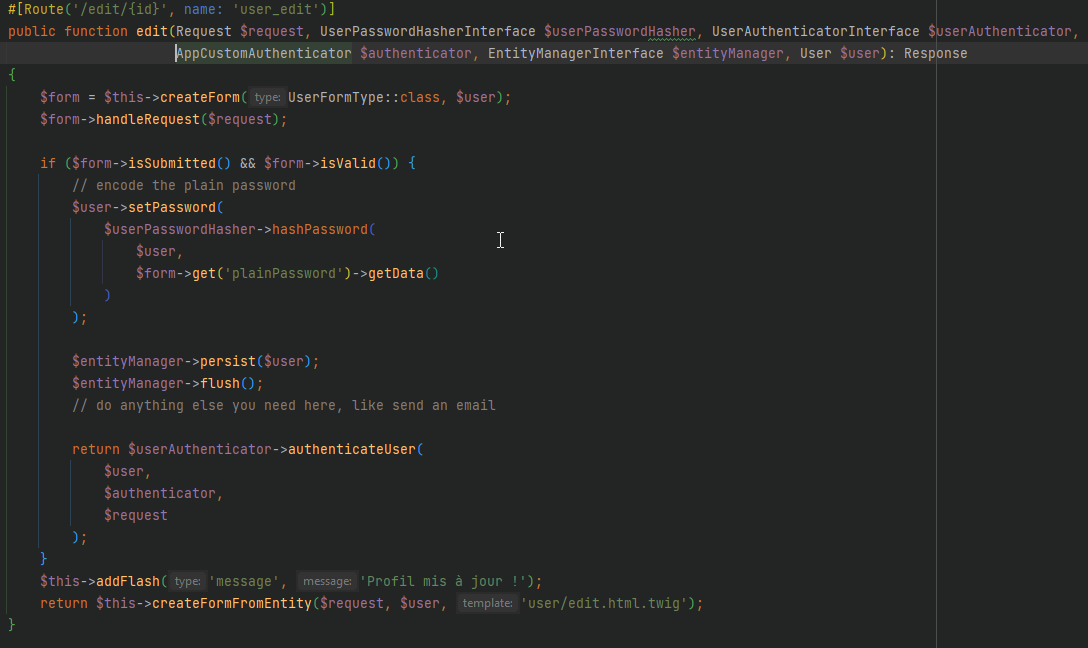 #[Route('/edit/{id}', name: 'user_edit')]
public function edit(Request $request, UserPasswordHasherInterface $userPasswordHasher, UserAuthenticatorInterface $userAuthenticator,
                     AppCustomAuthenticator $authenticator, EntityManagerInterface $entityManager, User $user): Response
{
    $form = $this->createForm( type: UserFormType::class, $user);
    $form->handleRequest($request);

    if ($form->isSubmitted() && $form->isValid()) {
        // encode the plain password
        $user->setPassword(
            $userPasswordHasher->hashPassword(
                $user,
                $form->get('plainPassword')->getData()
            )
        );

        $entityManager->persist($user);
        $entityManager->flush();
        // do anything else you need here, like send an email

        return $userAuthenticator->authenticateUser(
            $user,
            $authenticator,
            $request
        );
    }
    $this->addFlash( type: 'message', message: 'Profil mis à jour !');
    return $this->createFormFromEntity($request, $user, template: 'user/edit.html.twig');
}